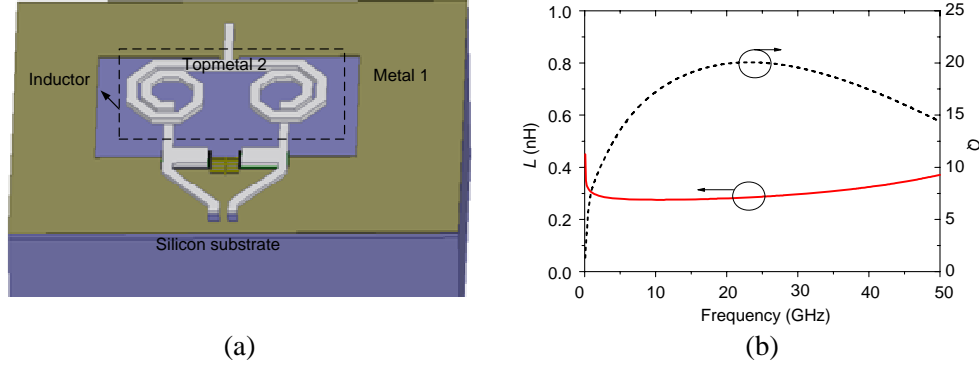 Topmetal 2
Inductor
Metal 1
Silicon substrate
(a)
(b)
1.0
0.8
0.6
0.4
0.2
0.0
L (nH)
25
20
15
10
5
0
Q
0 10 20 30 40 50
Frequency (GHz)